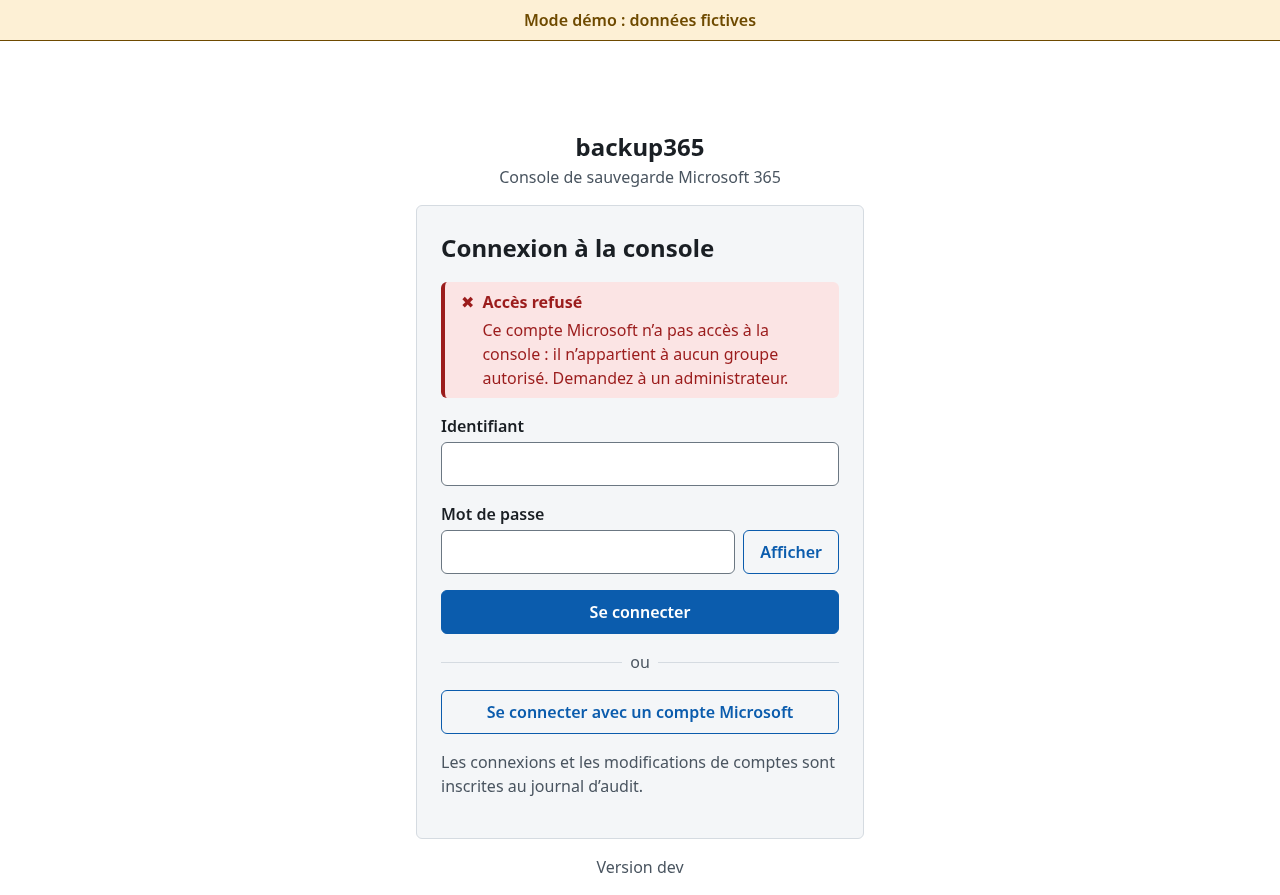 Mode démo : données fictives
backup365
Console de sauvegarde Microsoft 365
Connexion à la console
✖ Accès refusé
Ce compte Microsoft n’a pas accès à la
console : il n’appartient à aucun groupe
autorisé. Demandez à un administrateur.
Identifiant
Mot de passe
Afficher
Se connecter
ou
Se connecter avec un compte Microsoft
Les connexions et les modifications de comptes sont
inscrites au journal d’audit.
Version dev